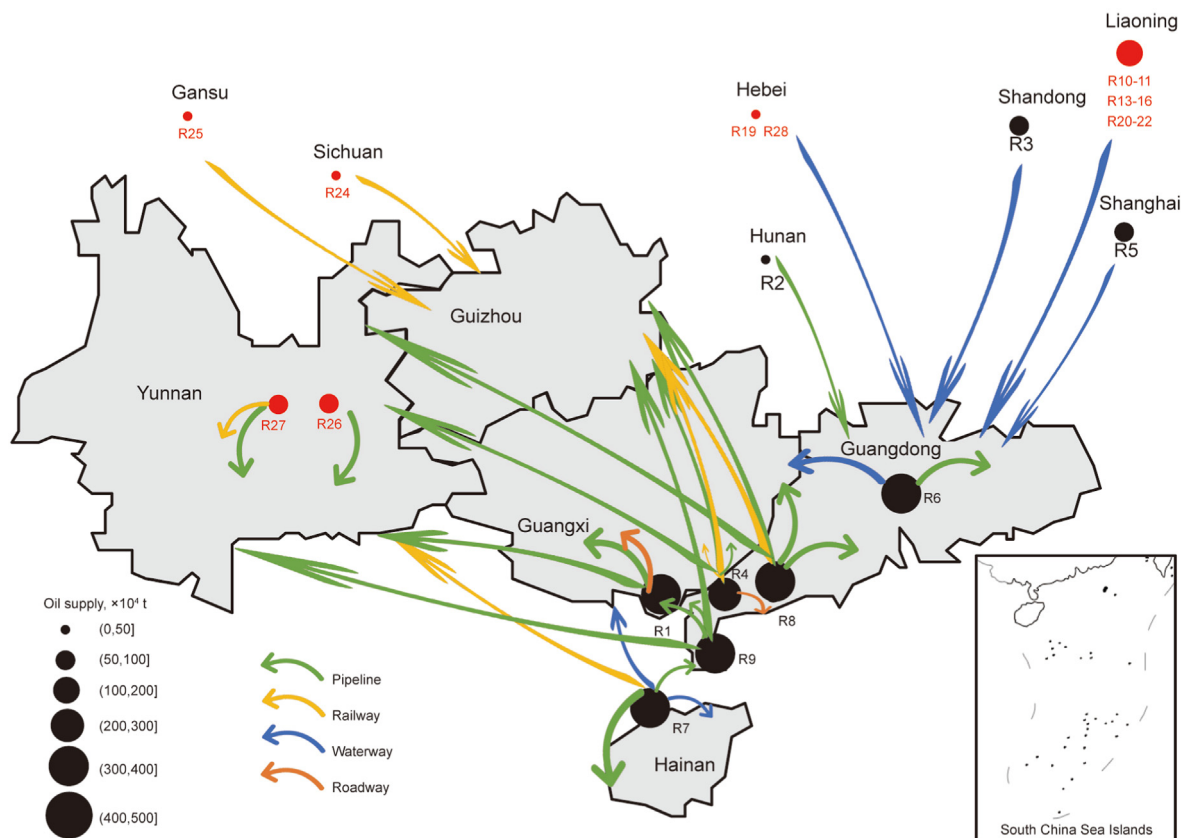 Liaoning
R10-11
R13-16
R20-22
Gansu
R25
Hebei
R19 R28
Shandong
R3
Sichuan
R24
Shanghai
R5
Hunan
R2
Guizhou
Yunnan
R27
R26
Guangdong
R6
Guangxi
R4
R1
R8
R9
R7
Hainan
Oil supply, ×10⁴ t
(0,50]
(50,100]
(100,200]
(200,300]
(300,400]
(400,500]
Pipeline
Railway
Waterway
Roadway
South China Sea Islands